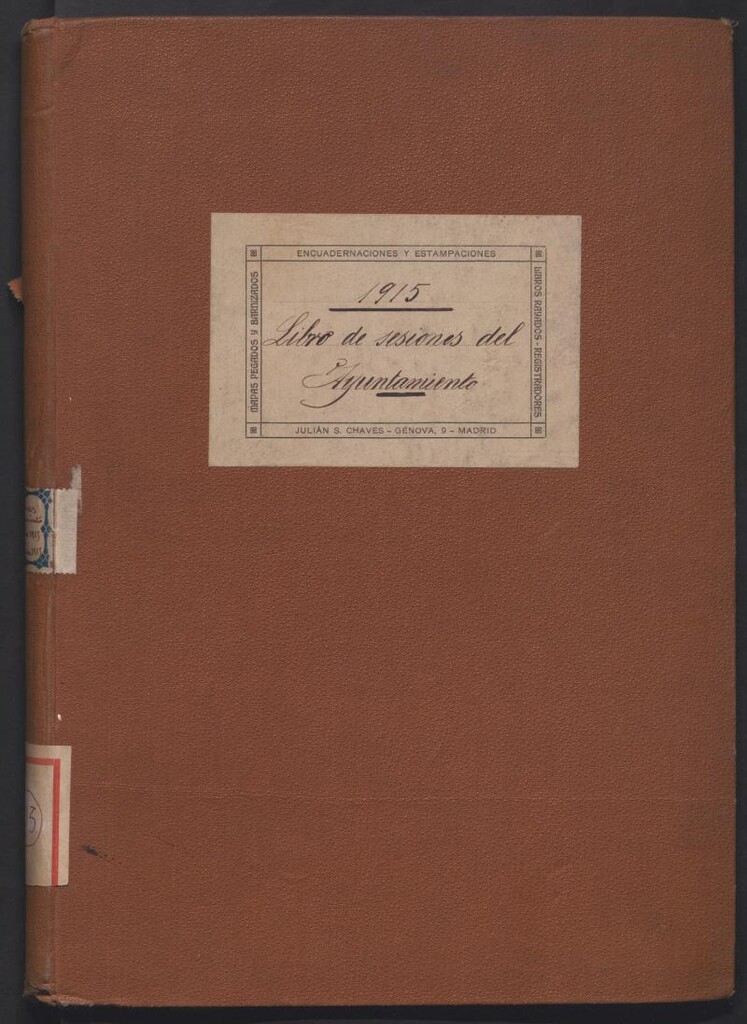 ENCUADERNACIONES Y ESTAMPACIONES
MAPAS PEGADOS Y BARNIZADOS
LIBROS RAYADOS - REGISTRADORES
1915
Libro de sesiones del
Ayuntamiento
JULIÁN S. CHAVES - GÉNOVA, 9 - MADRID
3